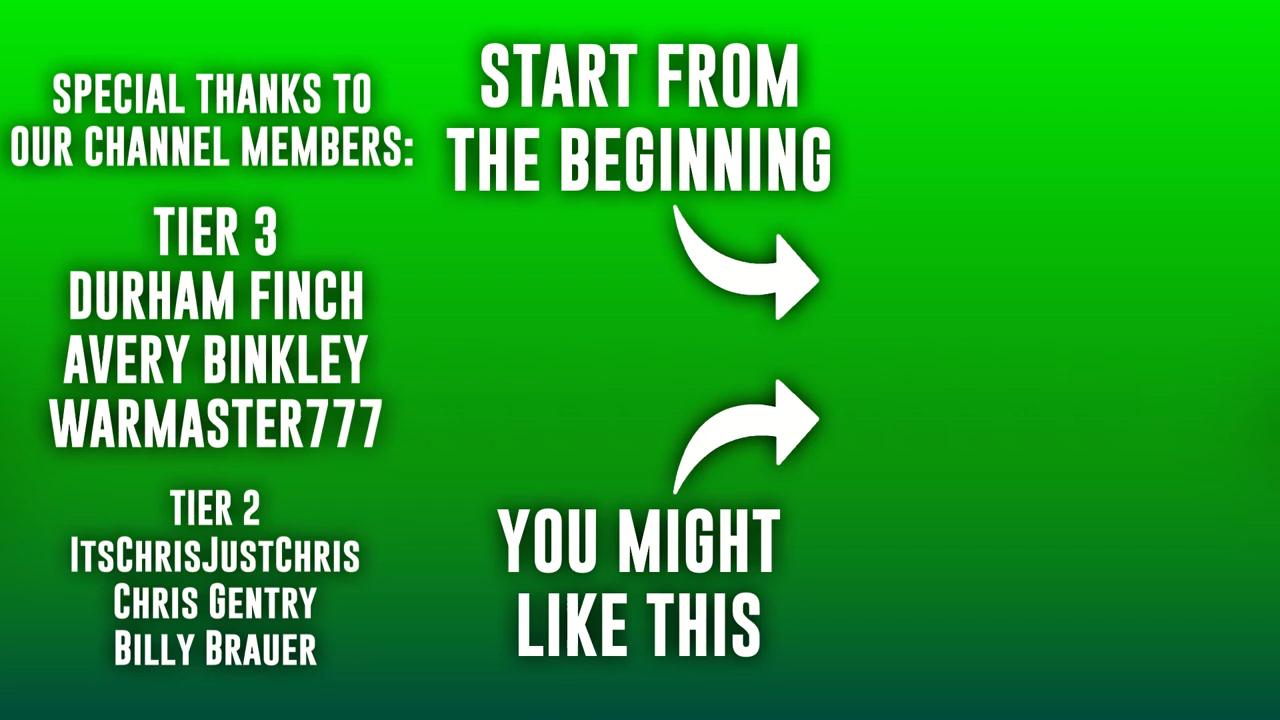 SPECIAL THANKS TO
OUR CHANNEL MEMBERS:
TIER 3
DURHAM FINCH
AVERY BINKLEY
WARMASTER777
TIER 2
ItsChrisJustChris
Chris Gentry
Billy Brauer
START FROM
THE BEGINNING
YOU MIGHT
LIKE THIS